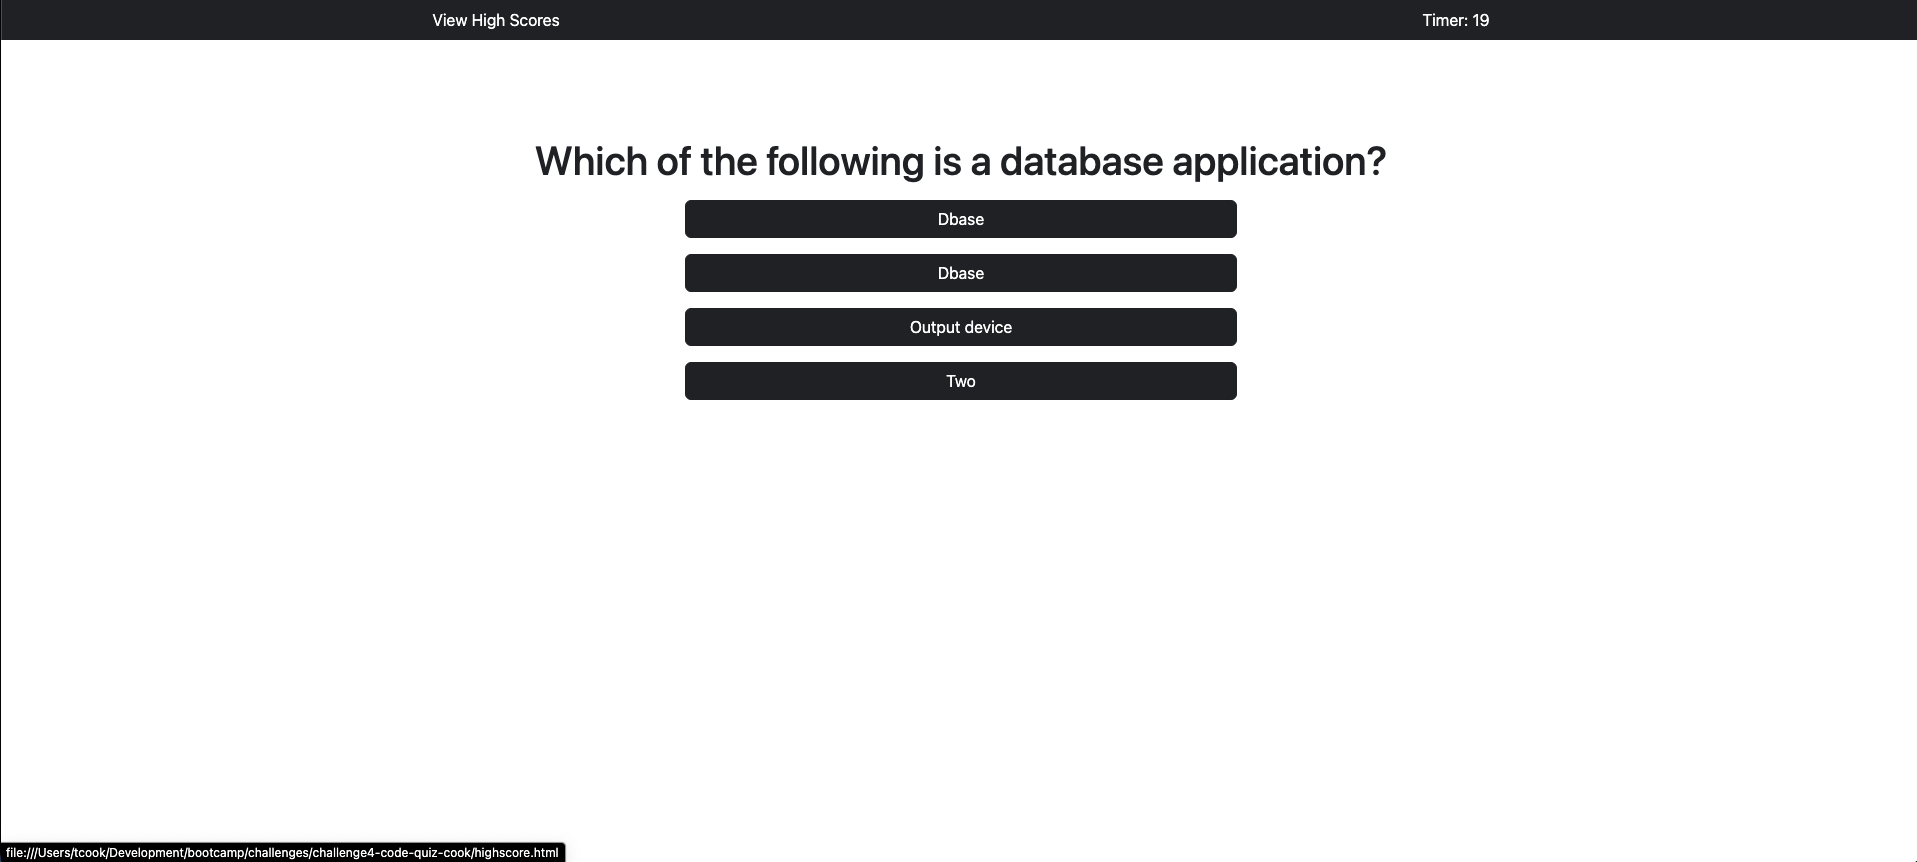 View High Scores
Timer: 19
Which of the following is a database application?
Dbase
Dbase
Output device
Two
file:///Users/tcook/Development/bootcamp/challenges/challenge4-code-quiz-cook/highscore.html